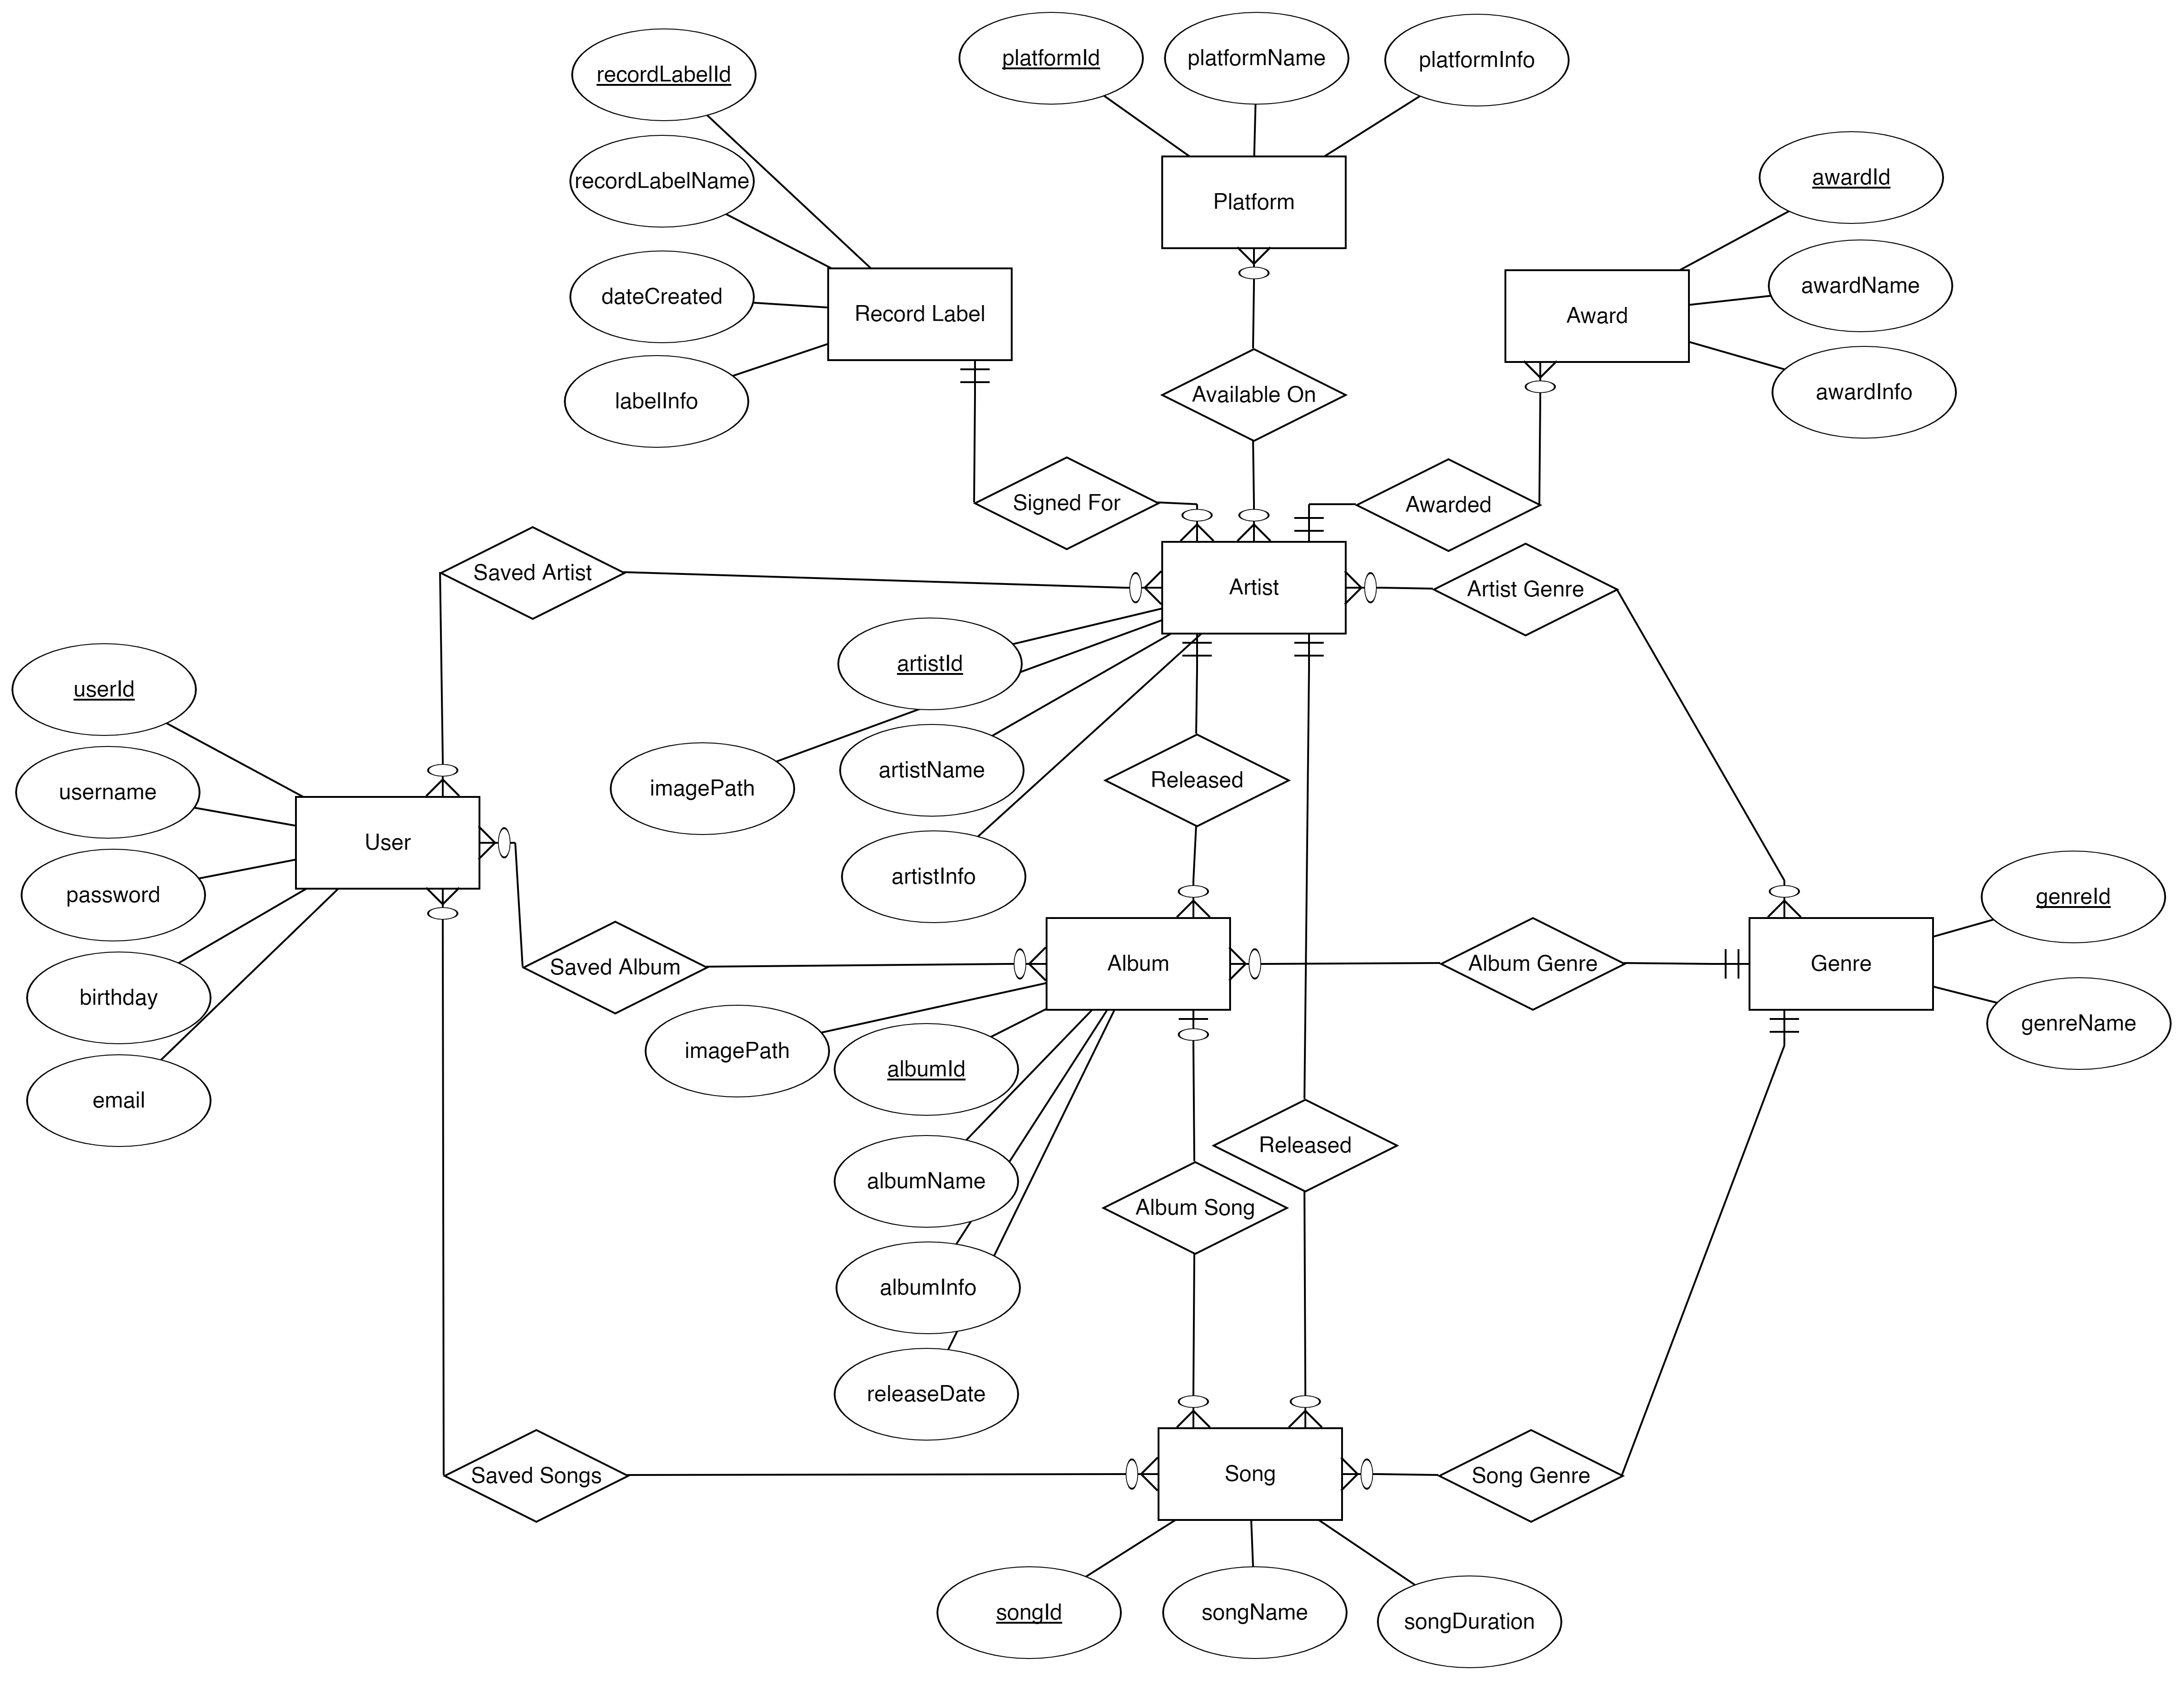 platformId
platformName
platformInfo
recordLabelId
recordLabelName
awardId
Platform
awardName
dateCreated
Record Label
Award
labelInfo
Available On
awardInfo
Signed For
Awarded
Saved Artist
Artist
Artist Genre
artistId
userId
imagePath
artistName
Released
username
User
artistInfo
password
genreId
Saved Album
Album
Album Genre
Genre
birthday
genreName
imagePath
albumId
email
Released
albumName
Album Song
albumInfo
releaseDate
Saved Songs
Song
Song Genre
songId
songName
songDuration